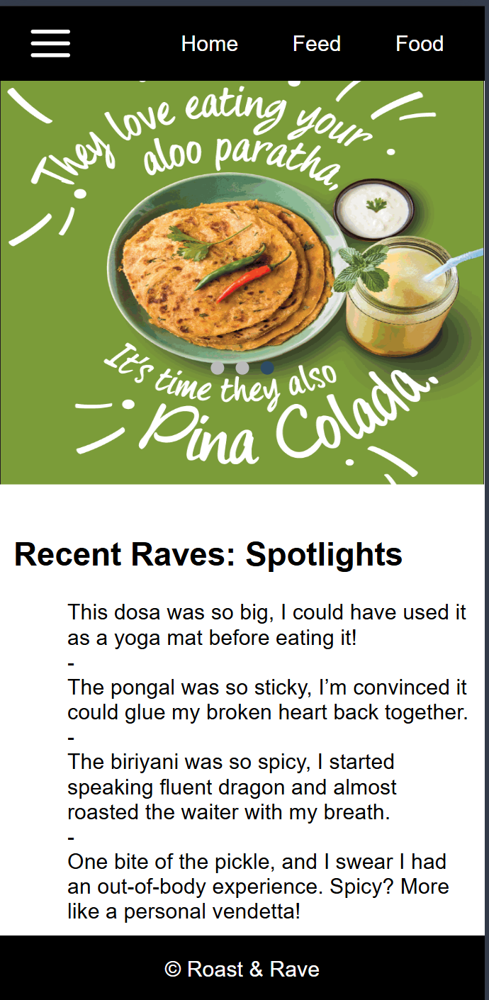 Home Feed Food
They love eating your
aloo paratha,
It's time they also
Pina Colada.
Recent Raves: Spotlights
This dosa was so big, I could have used it
as a yoga mat before eating it!
-
The pongal was so sticky, I’m convinced it
could glue my broken heart back together.
-
The biriyani was so spicy, I started
speaking fluent dragon and almost
roasted the waiter with my breath.
-
One bite of the pickle, and I swear I had
an out-of-body experience. Spicy? More
like a personal vendetta!
© Roast & Rave